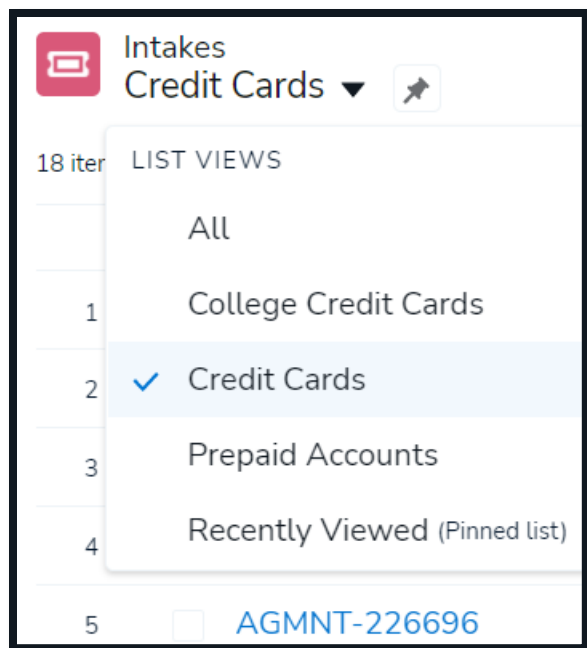 Intakes
Credit Cards
18 iter
LIST VIEWS
All
1
College Credit Cards
2
Credit Cards
3
Prepaid Accounts
4
Recently Viewed (Pinned list)
5 AGMNT-226696